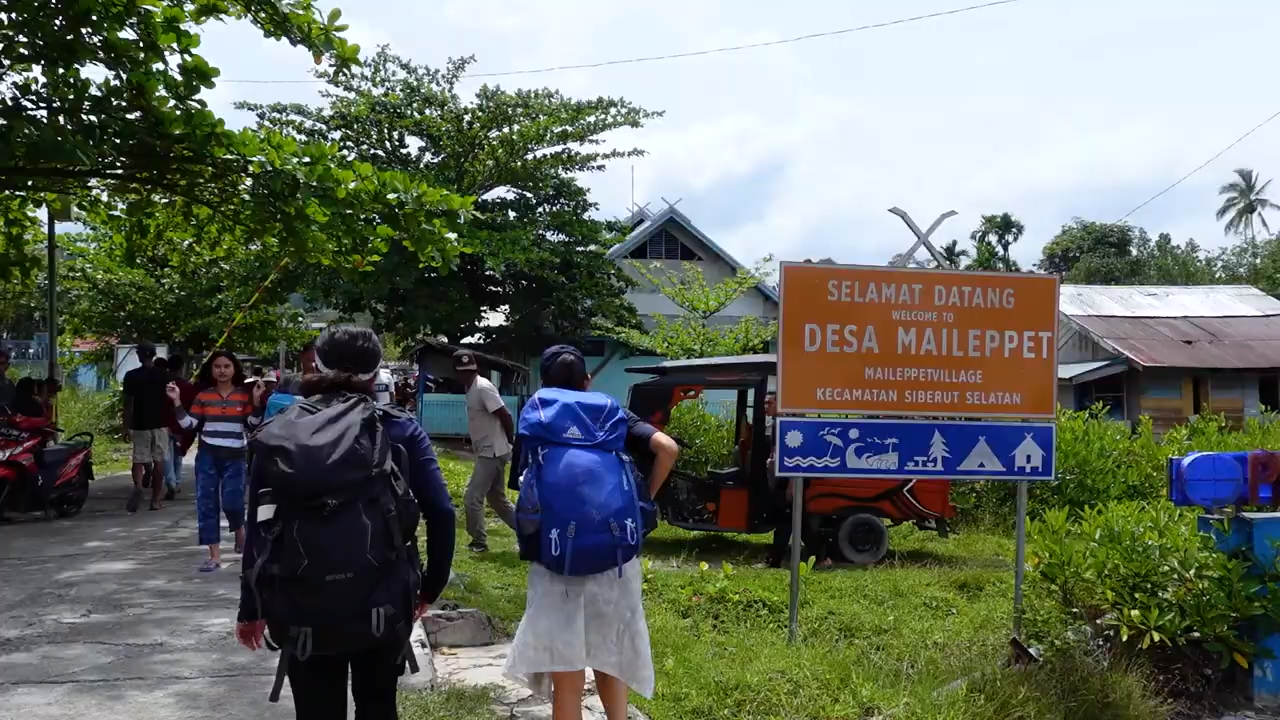 SELAMAT DATANG
WELCOME TO
DESA MAILEPPET
MAILEPPETVILLAGE
KECAMATAN SIBERUT SELATAN